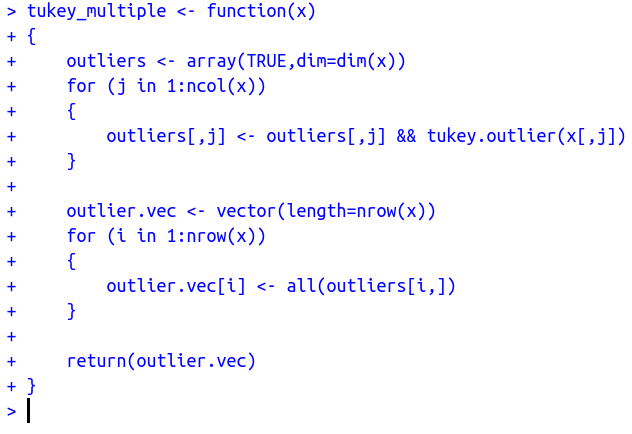 > tukey_multiple <- function(x)
+ {
+     outliers <- array(TRUE,dim=dim(x))
+     for (j in 1:ncol(x))
+     {
+         outliers[,j] <- outliers[,j] && tukey.outlier(x[,j])
+     }
+
+     outlier.vec <- vector(length=nrow(x))
+     for (i in 1:nrow(x))
+     {
+         outlier.vec[i] <- all(outliers[i,])
+     }
+
+     return(outlier.vec)
+ }
>